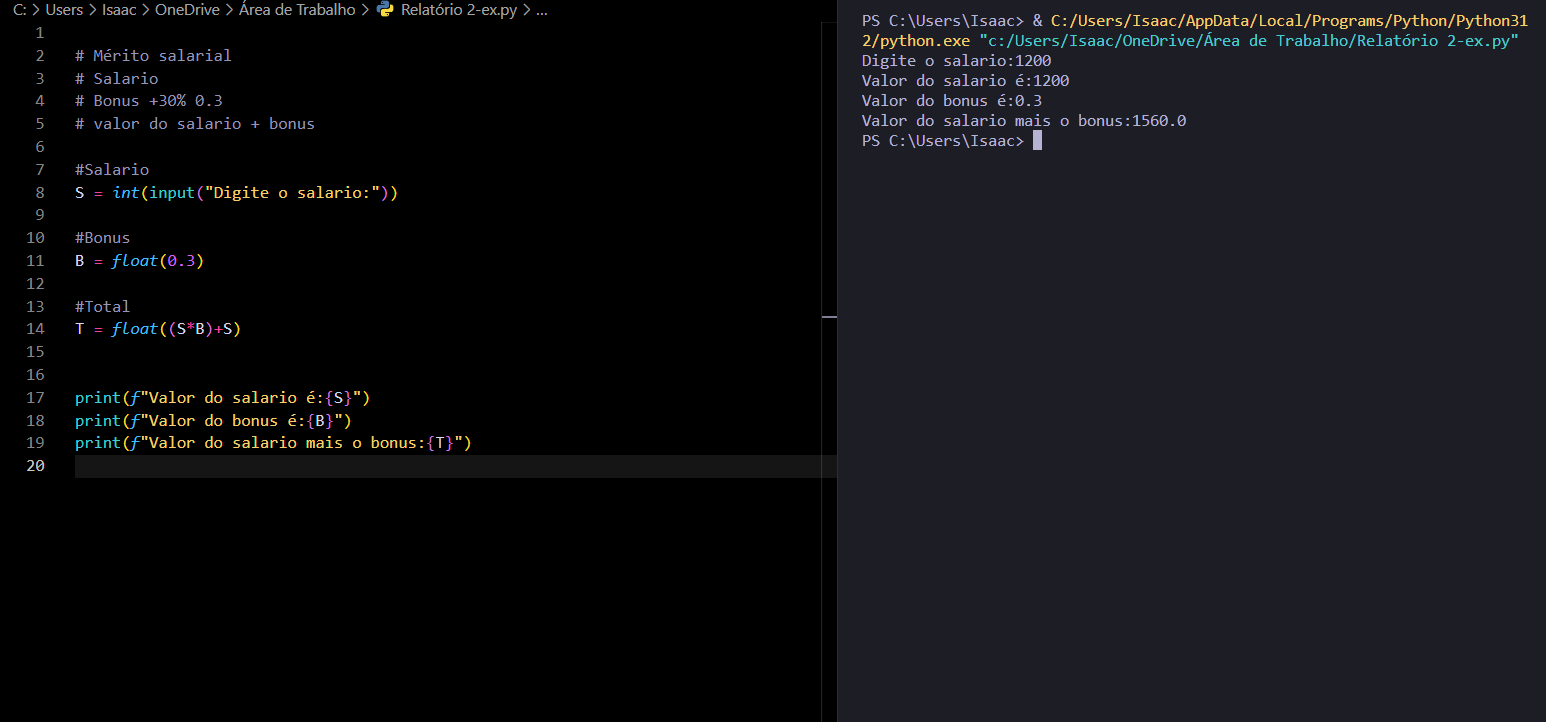 C: > Users > Isaac > OneDrive > Área de Trabalho > Relatório 2-ex.py > ...
1
2 # Mérito salarial
3 # Salario
4 # Bonus +30% 0.3
5 # valor do salario + bonus
6
7 #Salario
8 S = int(input("Digite o salario:"))
9
10 #Bonus
11 B = float(0.3)
12
13 #Total
14 T = float((S*B)+S)
15
16
17 print(f"Valor do salario é:{S}")
18 print(f"Valor do bonus é:{B}")
19 print(f"Valor do salario mais o bonus:{T}")
20
PS C:\Users\Isaac> & C:/Users/Isaac/AppData/Local/Programs/Python/Python31
2/python.exe "c:/Users/Isaac/OneDrive/Área de Trabalho/Relatório 2-ex.py"
Digite o salario:1200
Valor do salario é:1200
Valor do bonus é:0.3
Valor do salario mais o bonus:1560.0
PS C:\Users\Isaac>